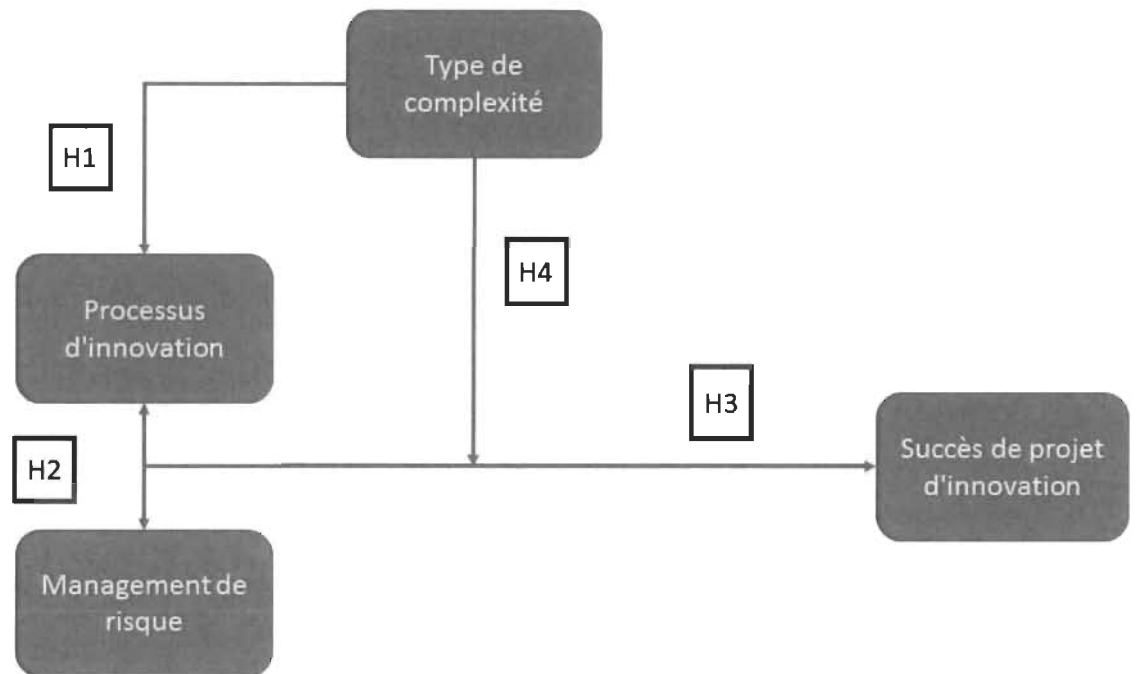 Type de
complexité
H1
H4
Processus
d'innovation
H3
H2
Succès de projet
d'innovation
Management de
risque